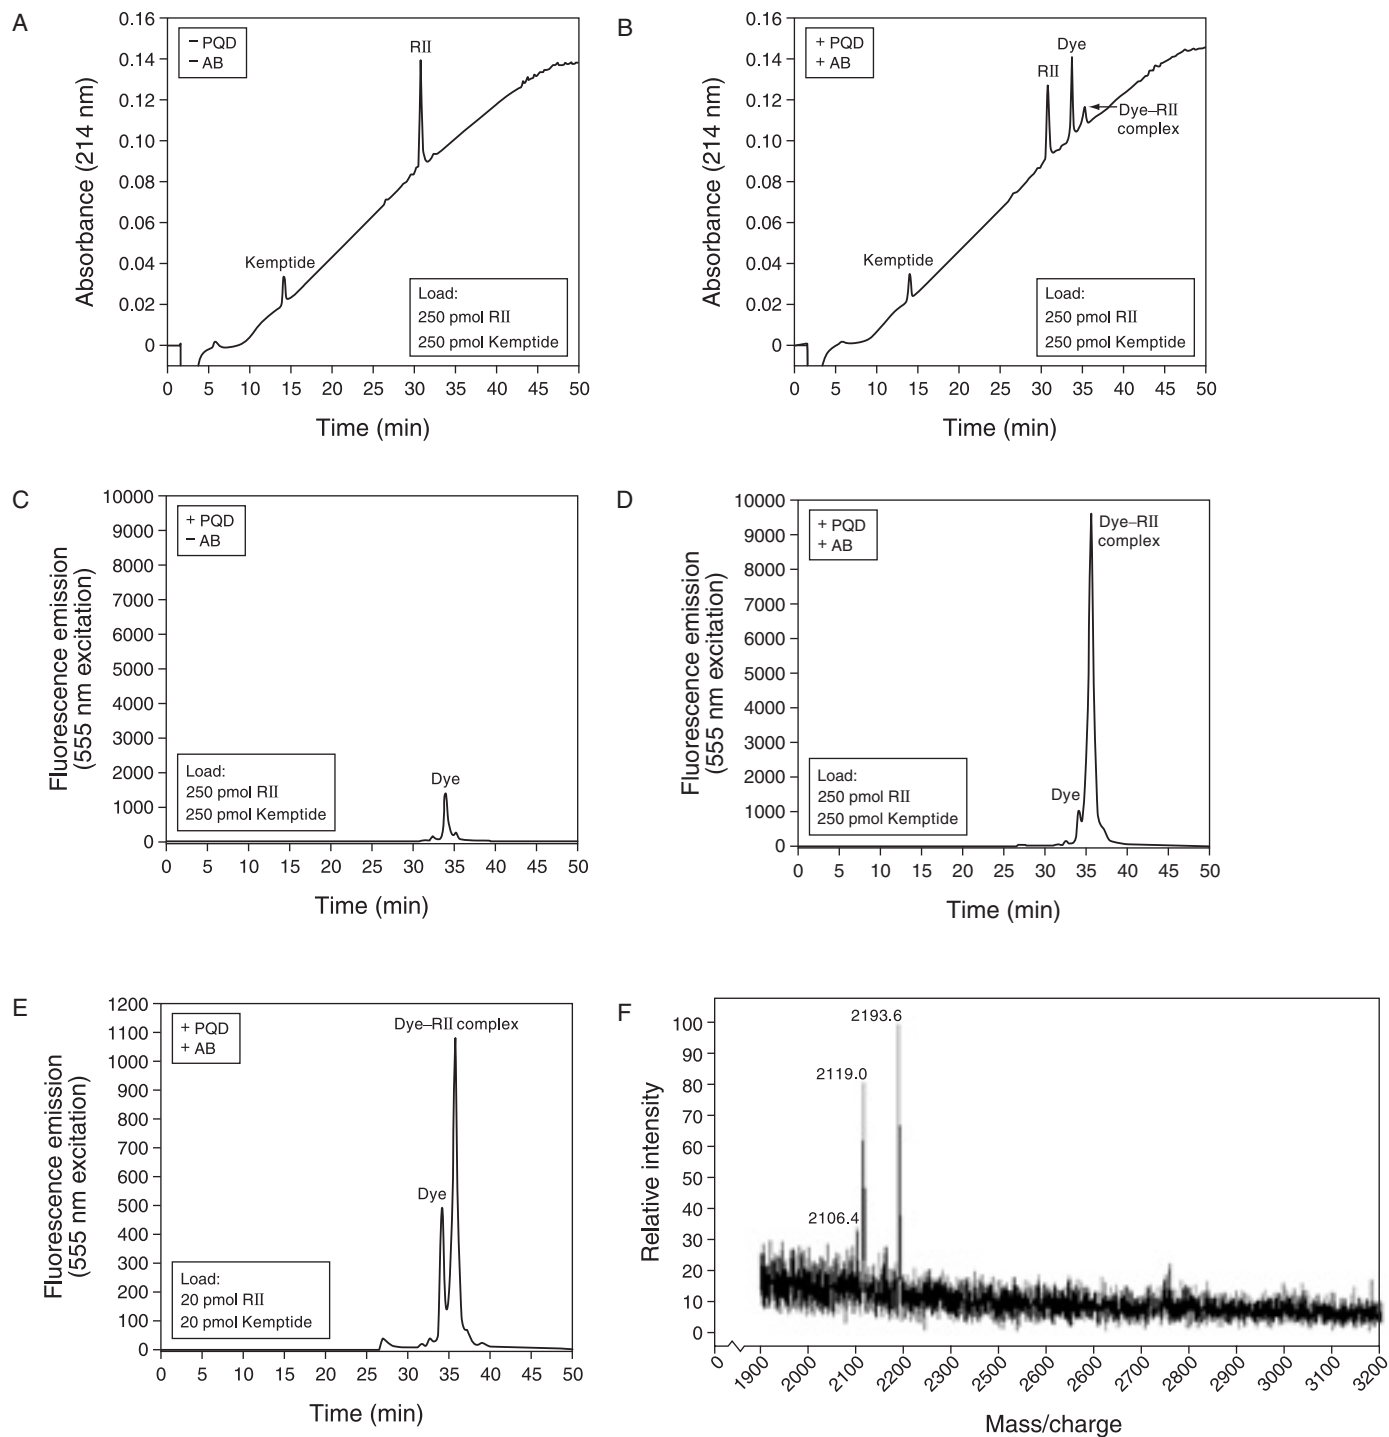 A
− PQD
− AB
RII
Kemptide
Load:
250 pmol RII
250 pmol Kemptide
Absorbance (214 nm)
0.16
0.14
0.12
0.10
0.08
0.06
0.04
0.02
0
0 5 10 15 20 25 30 35 40 45 50
Time (min)
B
+ PQD
+ AB
Dye
RII
Dye–RII
complex
Kemptide
Load:
250 pmol RII
250 pmol Kemptide
Absorbance (214 nm)
0.16
0.14
0.12
0.10
0.08
0.06
0.04
0.02
0
0 5 10 15 20 25 30 35 40 45 50
Time (min)
C
+ PQD
− AB
Dye
Load:
250 pmol RII
250 pmol Kemptide
Fluorescence emission
(555 nm excitation)
10000
9000
8000
7000
6000
5000
4000
3000
2000
1000
0
0 5 10 15 20 25 30 35 40 45 50
Time (min)
D
+ PQD
+ AB
Dye–RII
complex
Dye
Load:
250 pmol RII
250 pmol Kemptide
Fluorescence emission
(555 nm excitation)
10000
9000
8000
7000
6000
5000
4000
3000
2000
1000
0
0 5 10 15 20 25 30 35 40 45 50
Time (min)
E
+ PQD
+ AB
Dye–RII complex
Dye
Load:
20 pmol RII
20 pmol Kemptide
Fluorescence emission
(555 nm excitation)
1200
1100
1000
900
800
700
600
500
400
300
200
100
0
0 5 10 15 20 25 30 35 40 45 50
Time (min)
F
2193.6
2119.0
2106.4
Relative intensity
100
90
80
70
60
50
40
30
20
10
0
0 1900 2000 2100 2200 2300 2400 2500 2600 2700 2800 2900 3000 3100 3200
Mass/charge